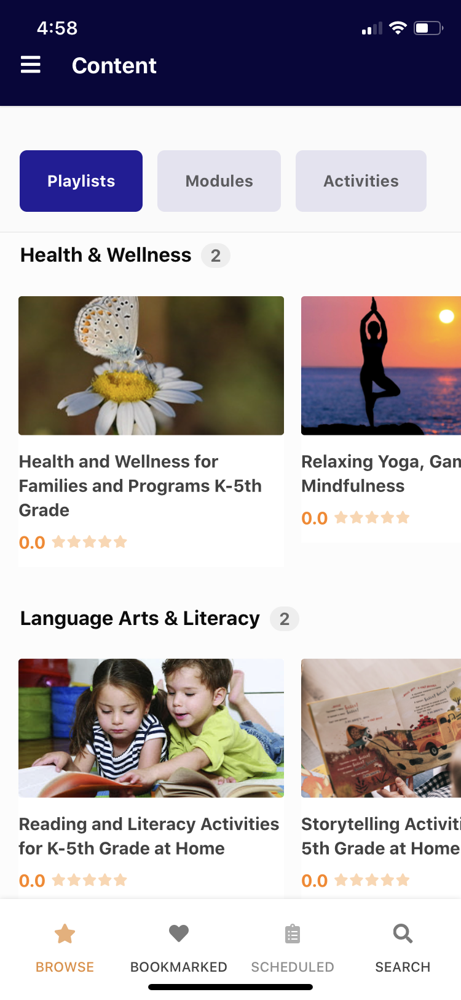 4:58
Content
Playlists
Modules
Activities
Health & Wellness 2
Health and Wellness for
Families and Programs K-5th
Grade
0.0
Relaxing Yoga,
Mindfulness
0.0
Language Arts & Literacy 2
Reading and Literacy Activities
for K-5th Grade at Home
0.0
Storytelling
5th Grade at Home
0.0
BROWSE
BOOKMARKED
SCHEDULED
SEARCH